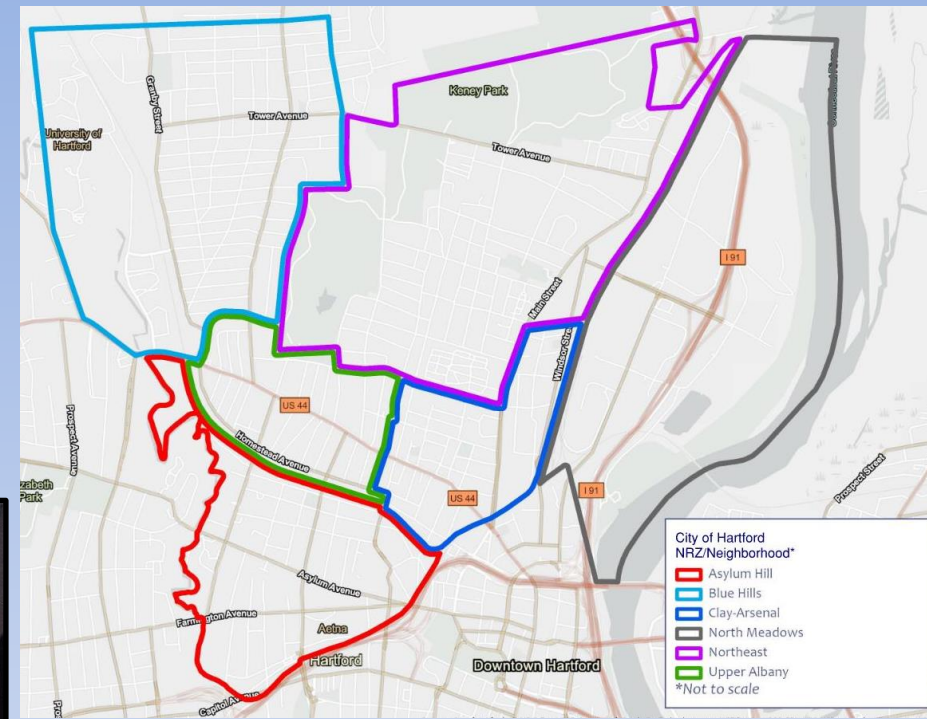 Granby Street
Tower Avenue
University of
Hartford
Keney Park
Tower Avenue
I 91
Main Street
Windsor Street
US 44
Homestead Avenue
Prospect Avenue
zabeth
Park
US 44
I 91
Prospect Street
Asylum Avenue
Farmington Avenue
Aetna
Hartford
Capitol Avenue
Downtown Hartford
City of Hartford
NRZ/Neighborhood*
Asylum Hill
Blue Hills
Clay-Arsenal
North Meadows
Northeast
Upper Albany
*Not to scale